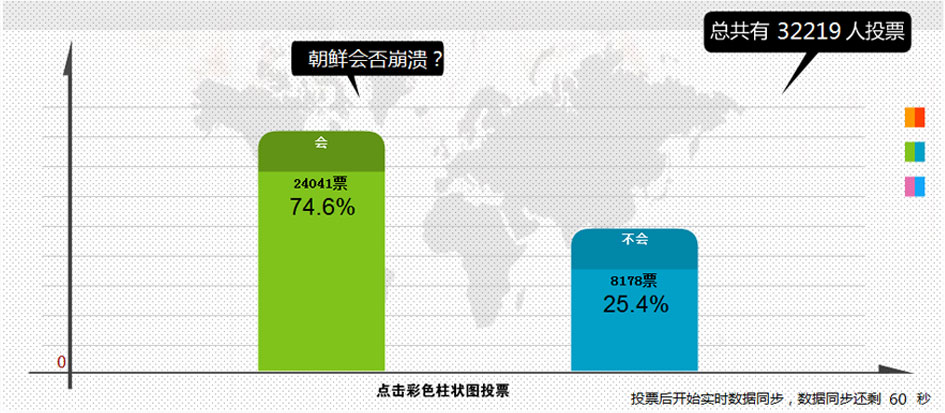 总共有 32219 人投票
朝鲜会否崩溃?
会
24041票
74.6%
不会
8178票
25.4%
0
点击彩色柱状图投票
投票后开始实时数据同步,数据同步还剩 60 秒